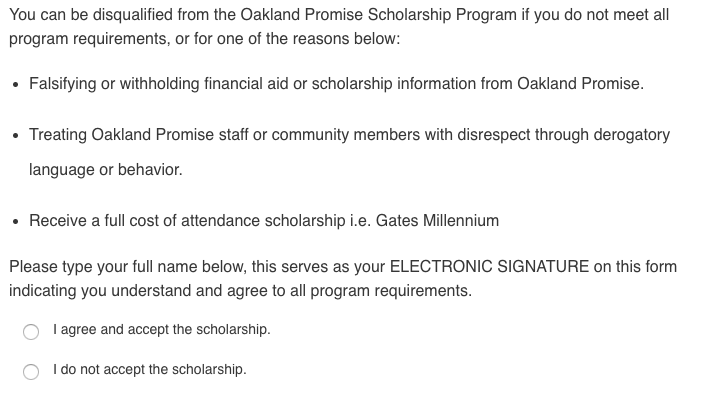 You can be disqualified from the Oakland Promise Scholarship Program if you do not meet all
program requirements, or for one of the reasons below:
• Falsifying or withholding financial aid or scholarship information from Oakland Promise.
• Treating Oakland Promise staff or community members with disrespect through derogatory
language or behavior.
• Receive a full cost of attendance scholarship i.e. Gates Millennium
Please type your full name below, this serves as your ELECTRONIC SIGNATURE on this form
indicating you understand and agree to all program requirements.
I agree and accept the scholarship.
I do not accept the scholarship.